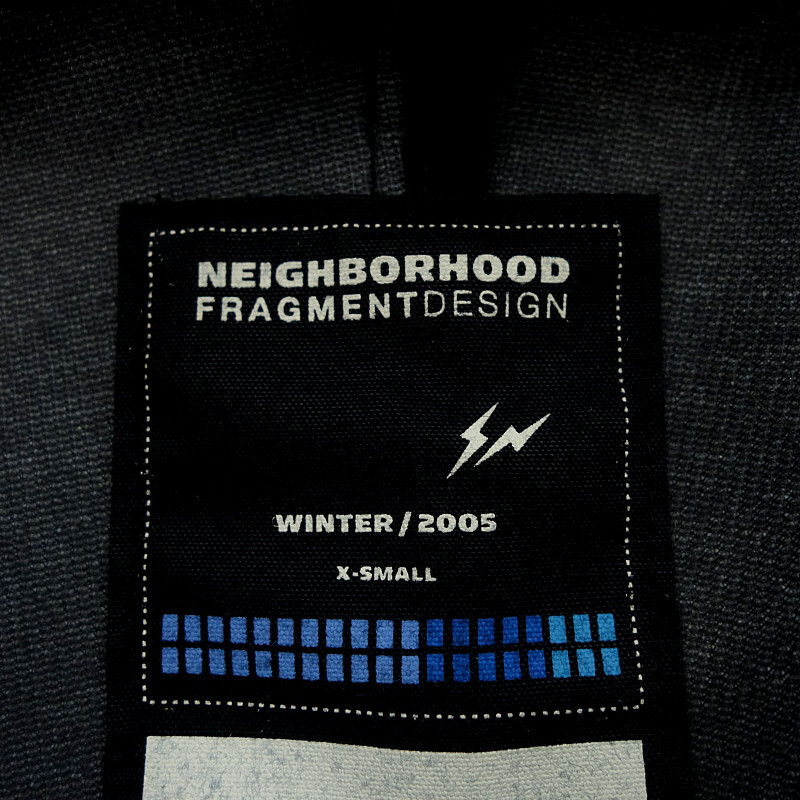 NEIGHBORHOOD
FRAGMENTDESIGN
WINTER/2005
X-SMALL